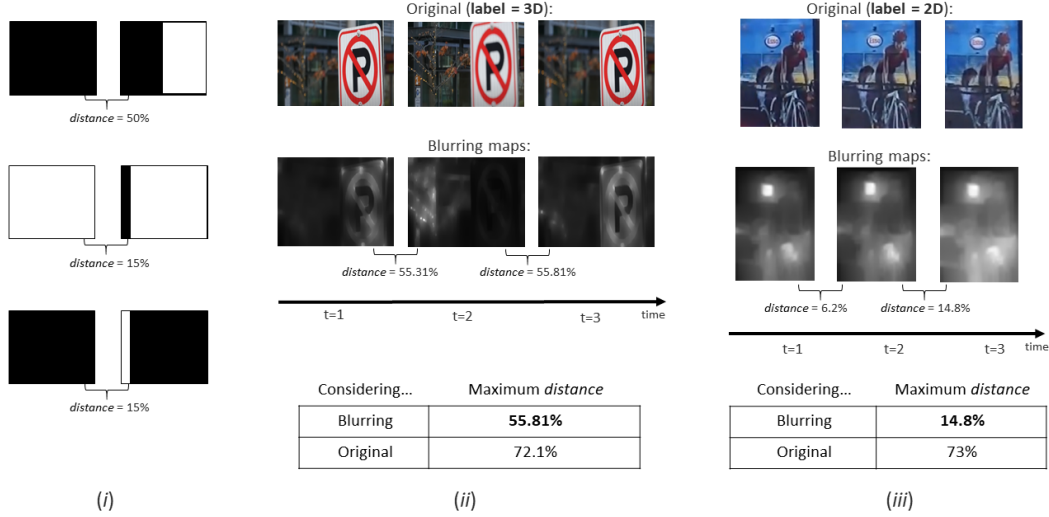 distance = 50%
distance = 15%
distance = 15%
(i)
Original (label = 3D):
P
P
P
Blurring maps:
P
P
P
distance = 55.31%
distance = 55.81%
t=1
t=2
t=3
time
Considering...
Maximum distance
Blurring
55.81%
Original
72.1%
(ii)
Original (label = 2D):
Blurring maps:
distance = 6.2%
distance = 14.8%
t=1
t=2
t=3
time
Considering...
Maximum distance
Blurring
14.8%
Original
73%
(iii)